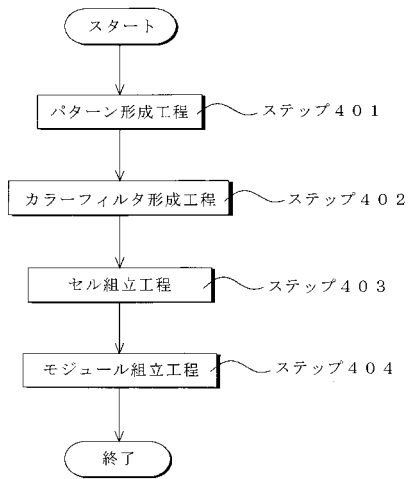 スタート
パターン形成工程 ステップ401
カラーフィルタ形成工程 ステップ402
セル組立工程 ステップ403
モジュール組立工程 ステップ404
終了